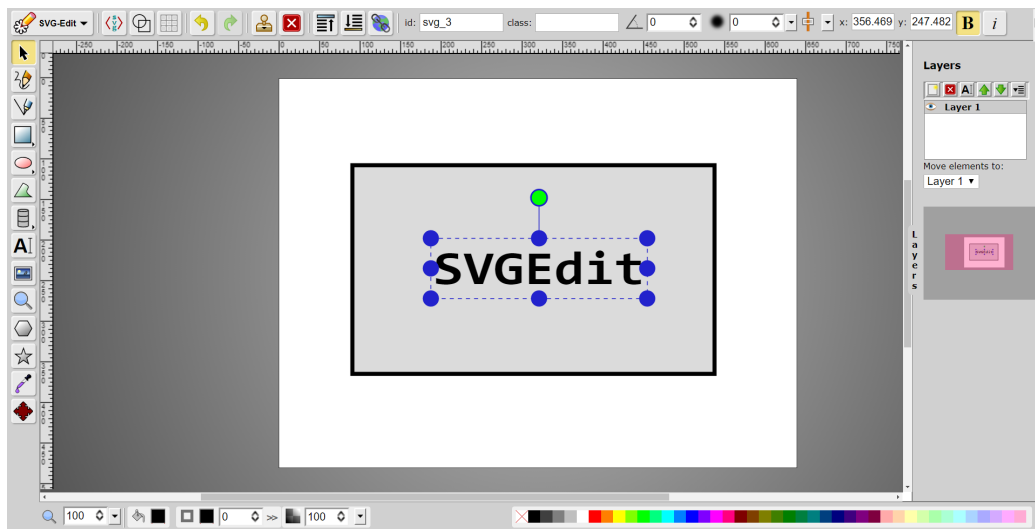 SVG-Edit
id: svg_3 class: 0 0 x: 356.469 y: 247.482 B i
-250 -200 -150 -100 -50 0 50 100 150 200 250 300 350 400 450 500 550 600 650 700 750
Layers
Layer 1
Move elements to:
Layer 1
Layers
SVGEdit
100 0 >> 100